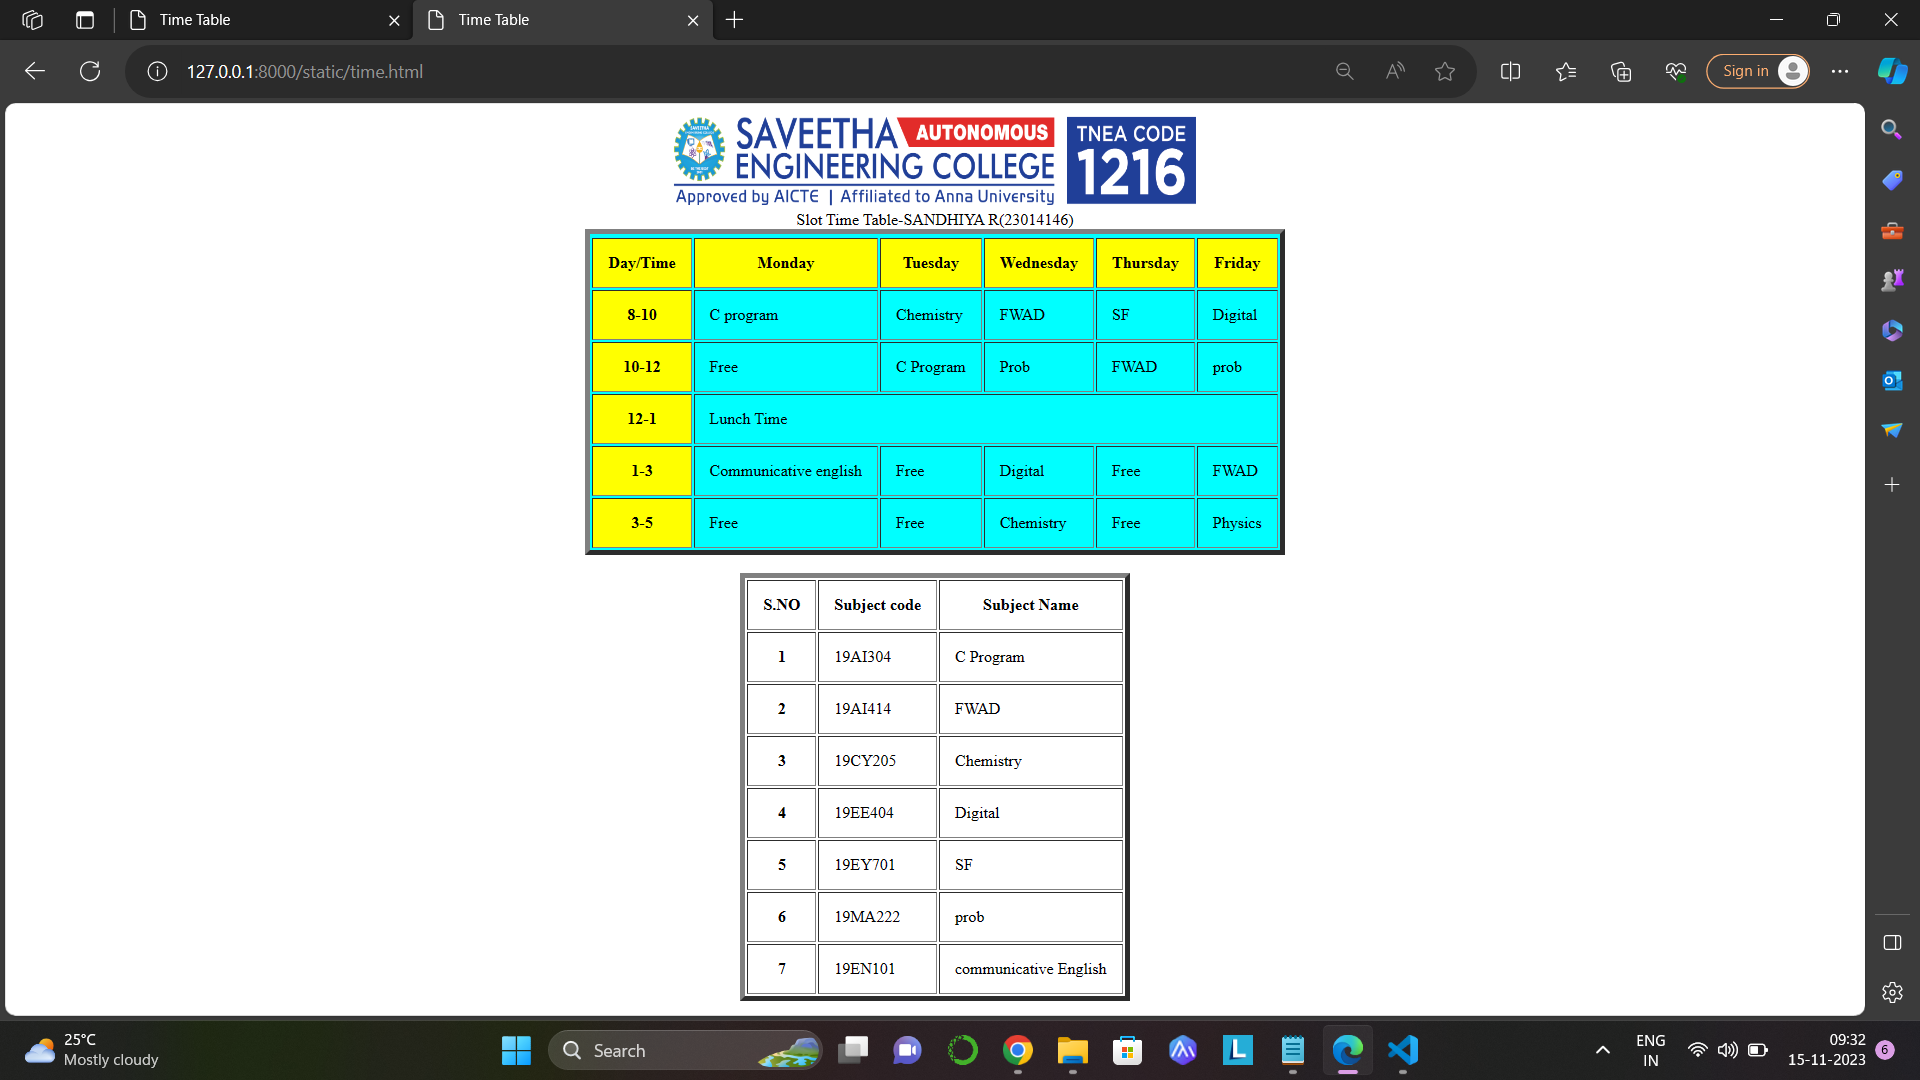 Time Table
Time Table
127.0.0.1:8000/static/time.html
Sign in
SAVEETHA AUTONOMOUS
ENGINEERING COLLEGE
Approved by AICTE | Affiliated to Anna University
TNEA CODE
1216
Slot Time Table-SANDHIYA R(23014146)
Day/Time Monday Tuesday Wednesday Thursday Friday
8-10 C program Chemistry FWAD SF Digital
10-12 Free C Program Prob FWAD prob
12-1 Lunch Time
1-3 Communicative english Free Digital Free FWAD
3-5 Free Free Chemistry Free Physics
S.NO Subject code Subject Name
1 19AI304 C Program
2 19AI414 FWAD
3 19CY205 Chemistry
4 19EE404 Digital
5 19EY701 SF
6 19MA222 prob
7 19EN101 communicative English
25°C
Mostly cloudy
Search
ENG
IN
09:32
15-11-2023
6